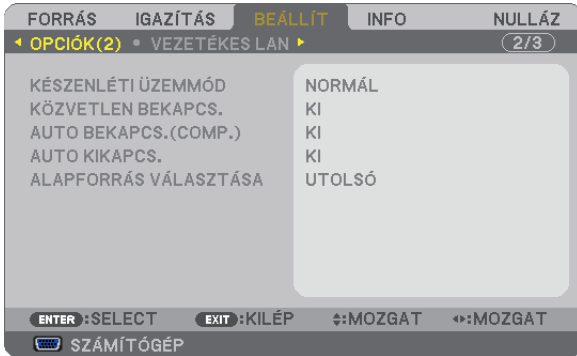 FORRÁS IGAZÍTÁS BEÁLLÍT INFO NULLÁZ
OPCIÓK(2) • VEZETÉKES LAN 2/3
KÉSZENLÉTI ÜZEMMÓD NORMÁL
KÖZVETLEN BEKAPCS. KI
AUTO BEKAPCS.(COMP.) KI
AUTO KIKAPCS. KI
ALAPFORRÁS VÁLASZTÁSA UTOLSÓ
ENTER :SELECT EXIT :KILÉP :MOZGAT :MOZGAT
SZÁMÍTÓGÉP